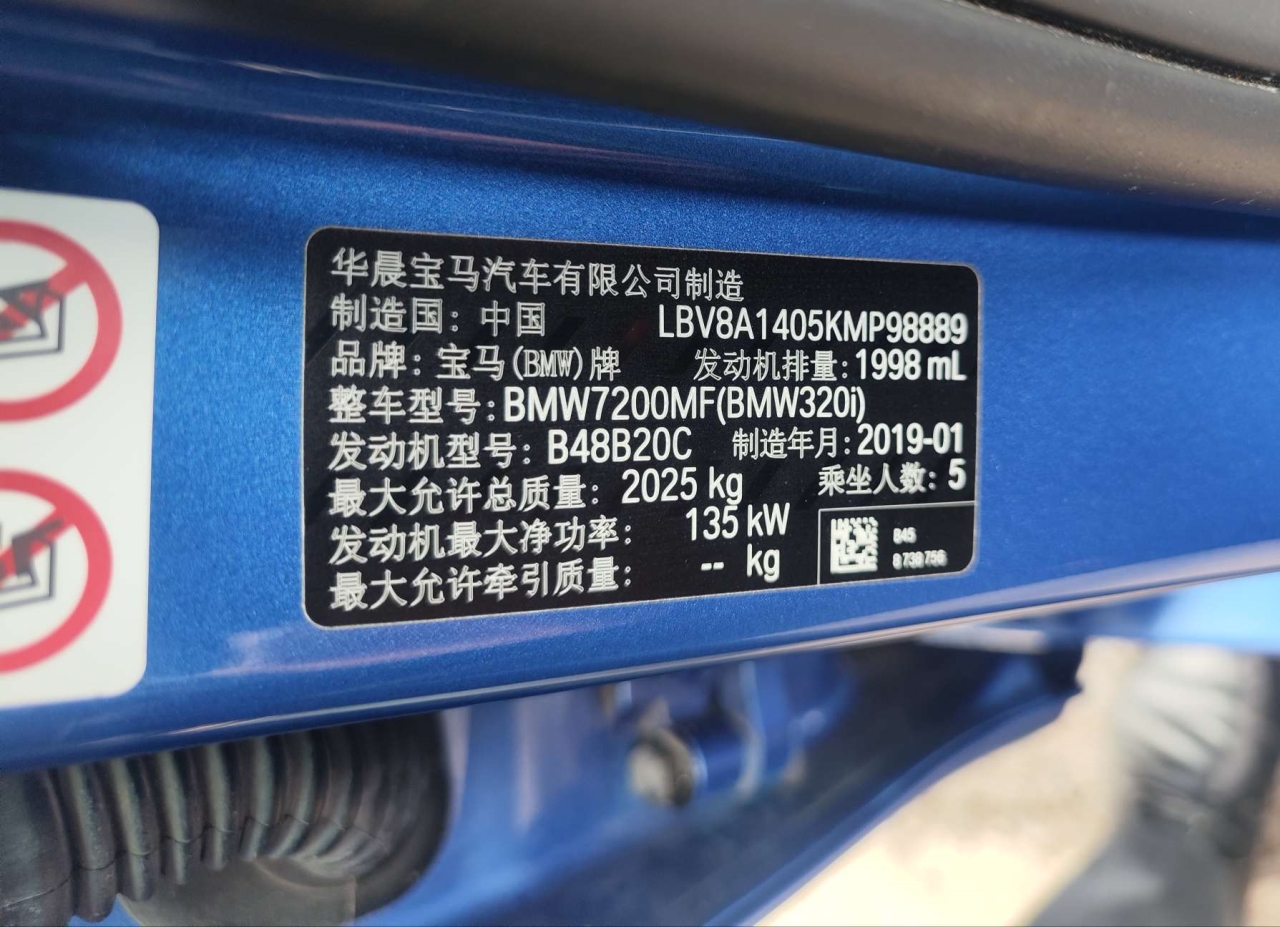 华晨宝马汽车有限公司制造
制造国：中国 LBV8A1405KMP98889
品牌：宝马(BMW)牌 发动机排量：1998 mL
整车型号：BMW7200MF(BMW320i)
发动机型号：B48B20C 制造年月：2019-01
最大允许总质量：2025 kg 乘坐人数：5
发动机最大净功率：135 kW
最大允许牵引质量：-- kg
B45
8 738 756